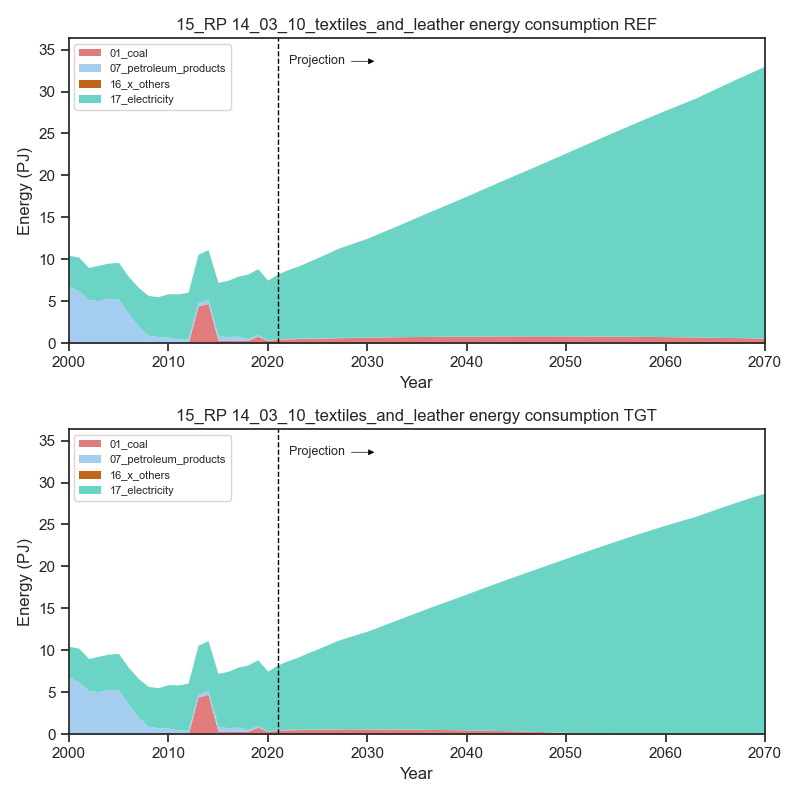 15_RP 14_03_10_textiles_and_leather energy consumption REF
35
30
25
20
15
10
5
0
Energy (PJ)
01_coal
07_petroleum_products
16_x_others
17_electricity
Projection
2000 2010 2020 2030 2040 2050 2060 2070
Year
15_RP 14_03_10_textiles_and_leather energy consumption TGT
35
30
25
20
15
10
5
0
Energy (PJ)
01_coal
07_petroleum_products
16_x_others
17_electricity
Projection
2000 2010 2020 2030 2040 2050 2060 2070
Year